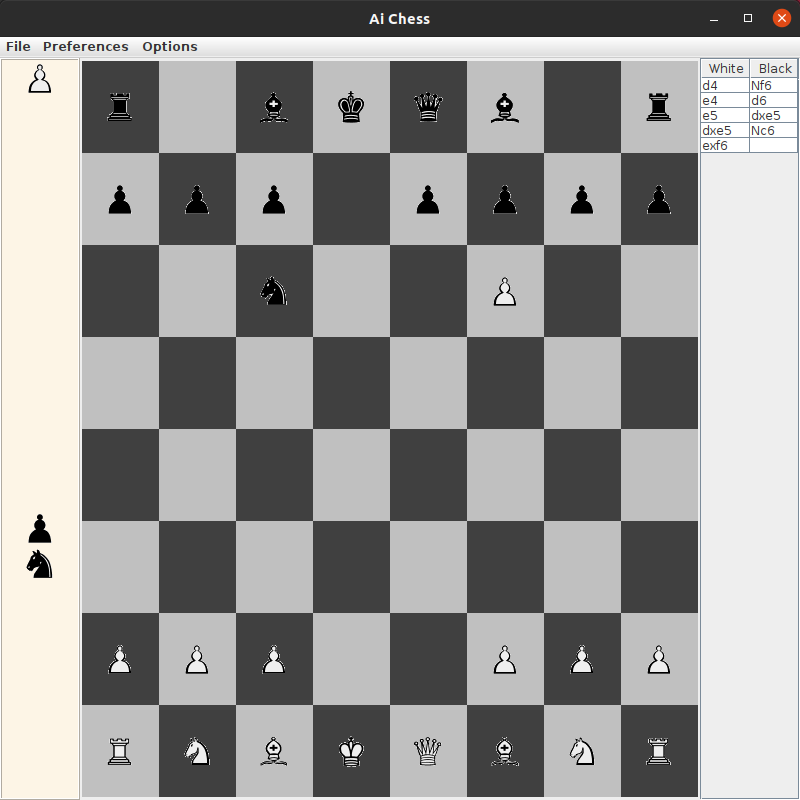 Ai Chess
File Preferences Options
White Black
d4 Nf6
e4 d6
e5 dxe5
dxe5 Nc6
exf6